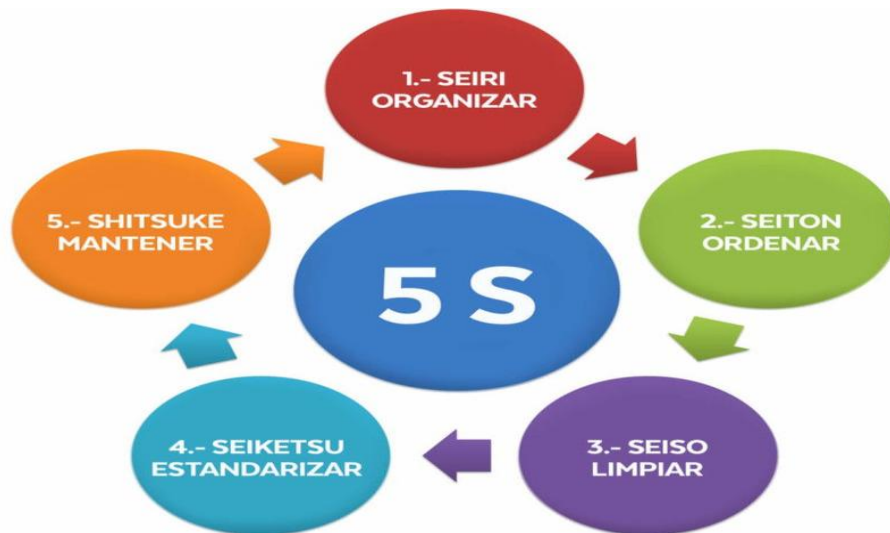 1.- SEIRI
ORGANIZAR
2.- SEITON
ORDENAR
3.- SEISO
LIMPIAR
4.- SEIKETSU
ESTANDARIZAR
5.- SHITSUKE
MANTENER
5 S